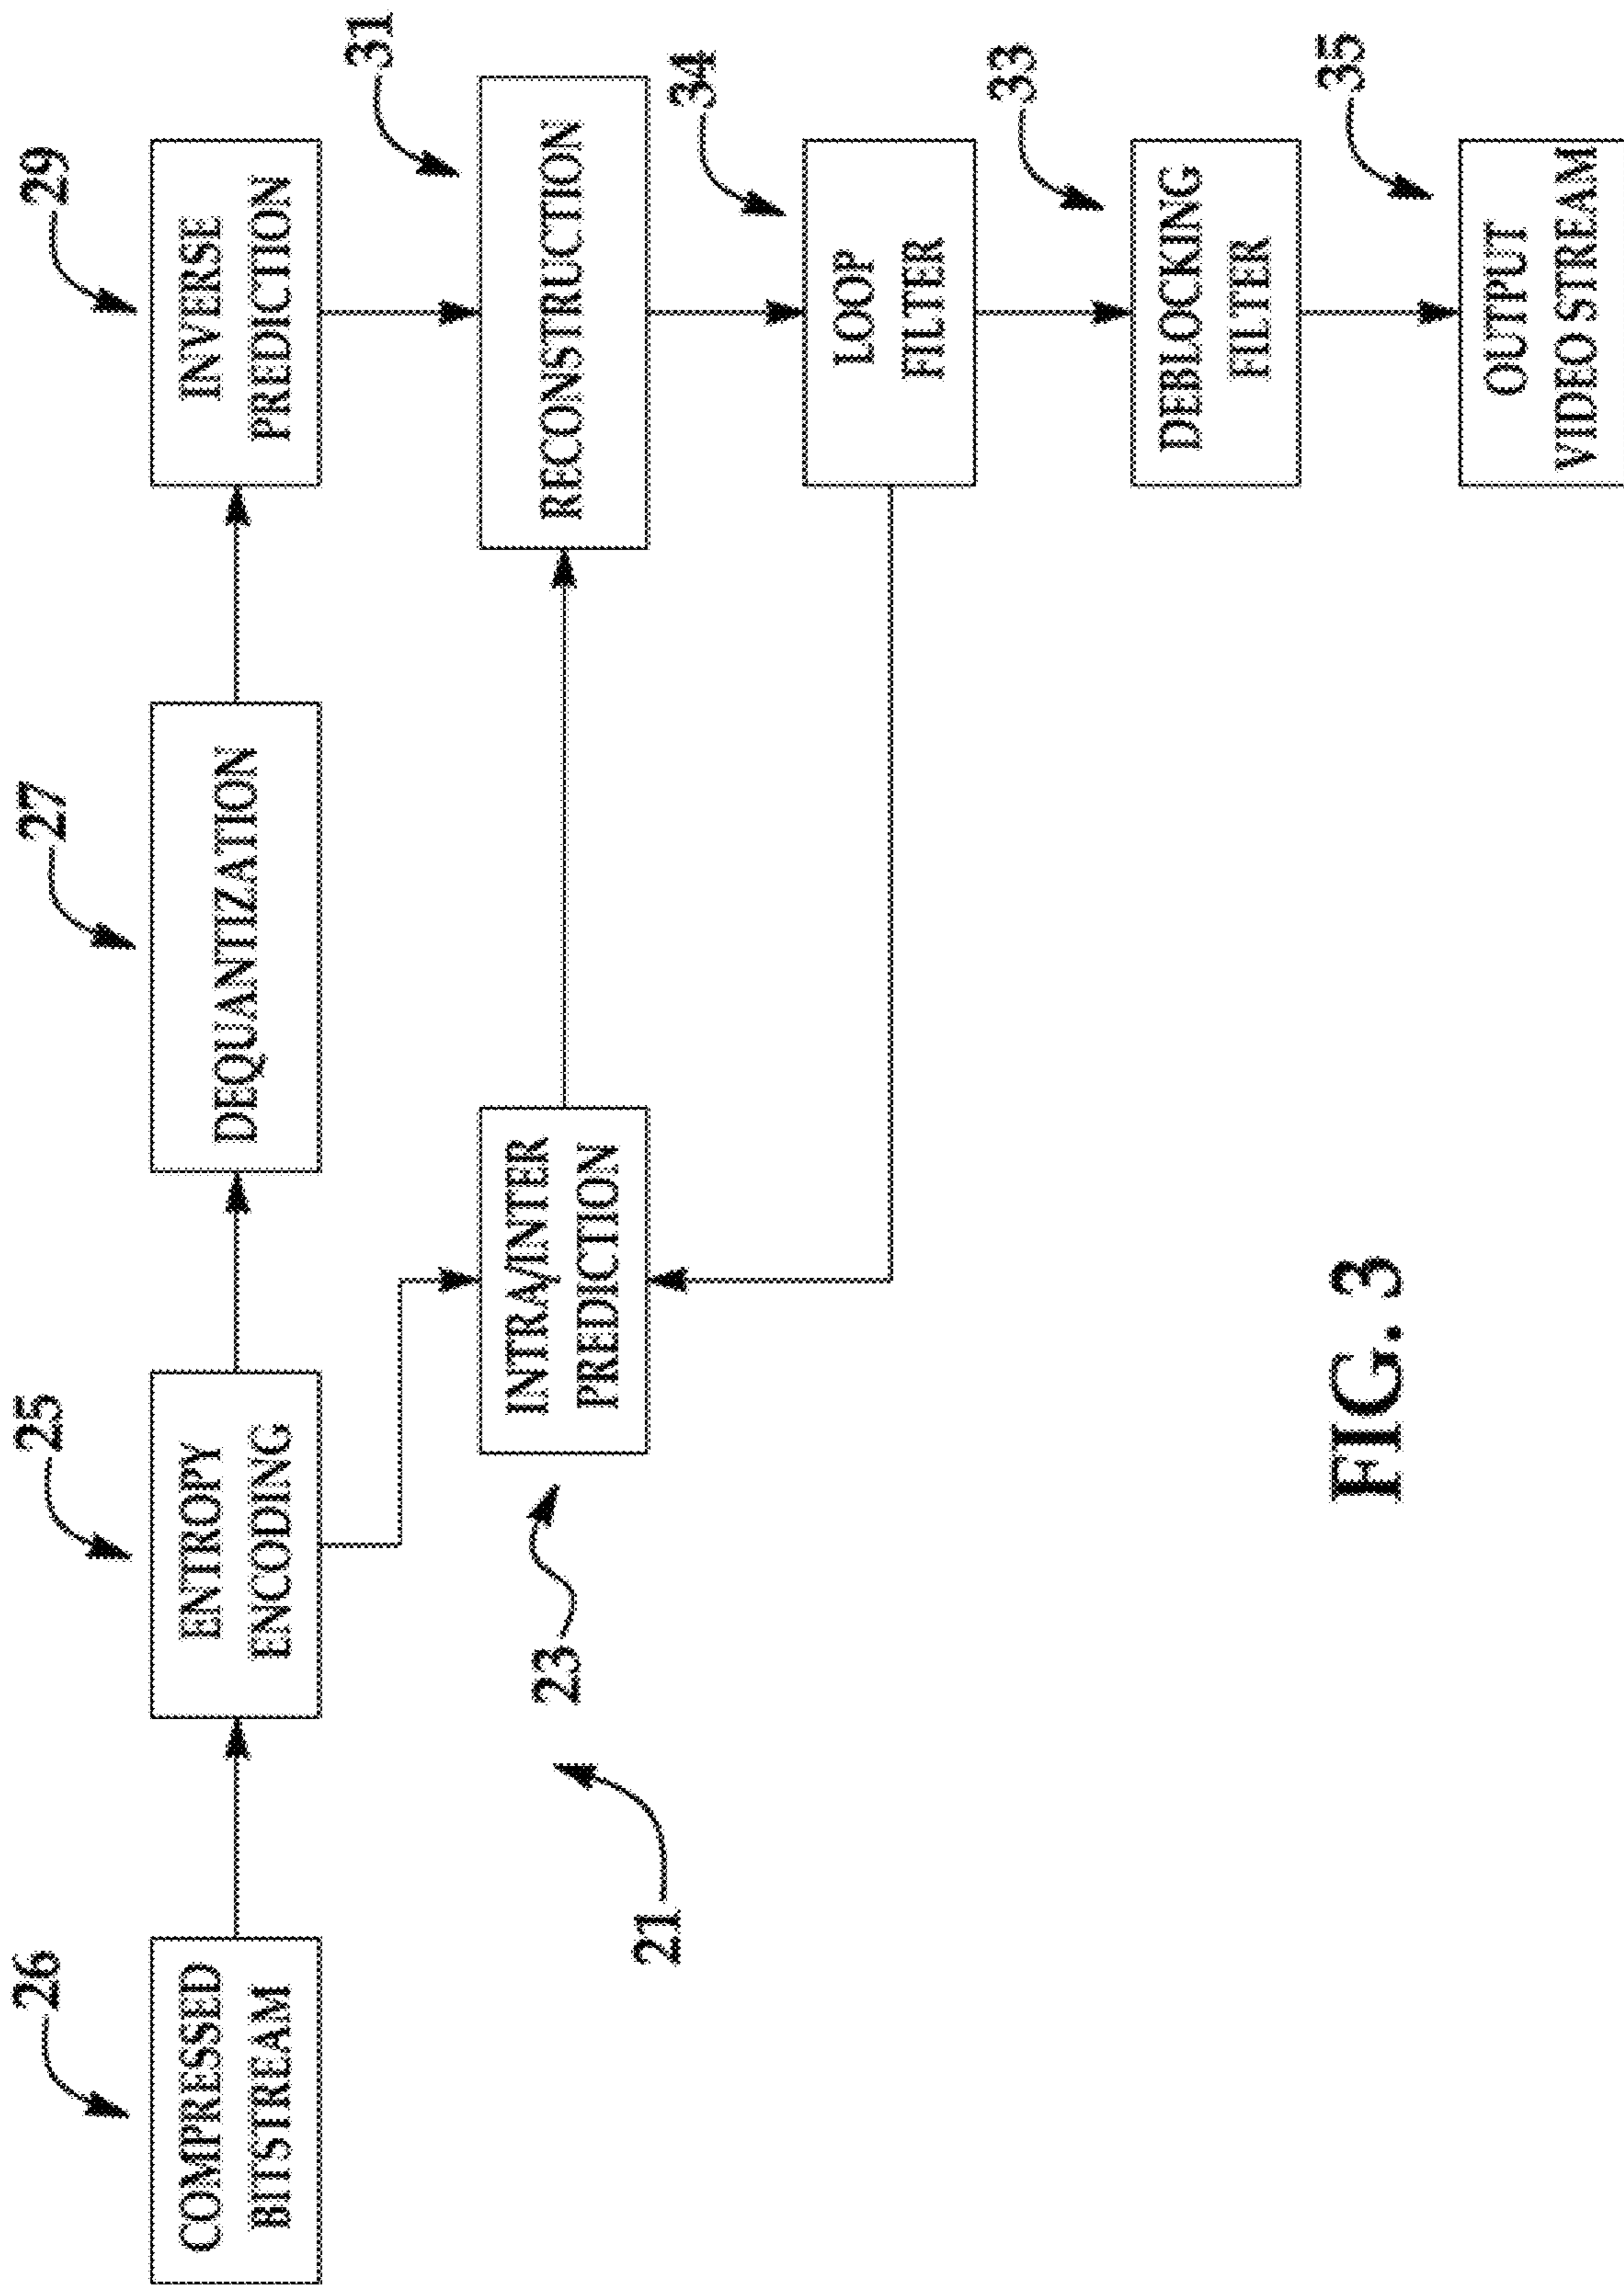 26
COMPRESSED
BITSTREAM
25
ENTROPY
ENCODING
27
DEQUANTIZATION
29
INVERSE
PREDICTION
21
23
INTRA/INTER
PREDICTION
31
RECONSTRUCTION
34
LOOP
FILTER
33
DEBLOCKING
FILTER
35
OUTPUT
VIDEO STREAM
FIG. 3